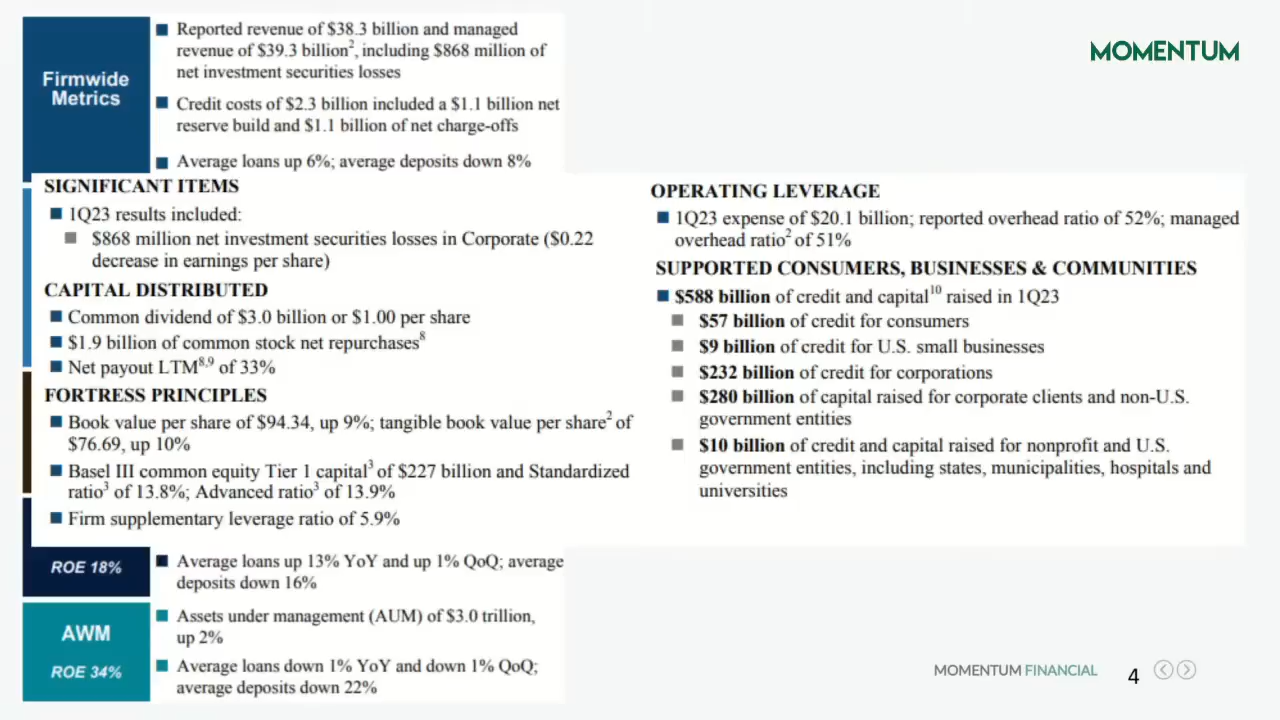 Firmwide
Metrics
Reported revenue of $38.3 billion and managed
revenue of $39.3 billion2, including $868 million of
net investment securities losses
Credit costs of $2.3 billion included a $1.1 billion net
reserve build and $1.1 billion of net charge-offs
Average loans up 6%; average deposits down 8%
MOMENTUM
SIGNIFICANT ITEMS
1Q23 results included:
$868 million net investment securities losses in Corporate ($0.22
decrease in earnings per share)
CAPITAL DISTRIBUTED
Common dividend of $3.0 billion or $1.00 per share
$1.9 billion of common stock net repurchases8
Net payout LTM8,9 of 33%
FORTRESS PRINCIPLES
Book value per share of $94.34, up 9%; tangible book value per share2 of
$76.69, up 10%
Basel III common equity Tier 1 capital3 of $227 billion and Standardized
ratio3 of 13.8%; Advanced ratio3 of 13.9%
Firm supplementary leverage ratio of 5.9%
OPERATING LEVERAGE
1Q23 expense of $20.1 billion; reported overhead ratio of 52%; managed
overhead ratio2 of 51%
SUPPORTED CONSUMERS, BUSINESSES & COMMUNITIES
$588 billion of credit and capital10 raised in 1Q23
$57 billion of credit for consumers
$9 billion of credit for U.S. small businesses
$232 billion of credit for corporations
$280 billion of capital raised for corporate clients and non-U.S.
government entities
$10 billion of credit and capital raised for nonprofit and U.S.
government entities, including states, municipalities, hospitals and
universities
ROE 18%
Average loans up 13% YoY and up 1% QoQ; average
deposits down 16%
AWM
ROE 34%
Assets under management (AUM) of $3.0 trillion,
up 2%
Average loans down 1% YoY and down 1% QoQ;
average deposits down 22%
MOMENTUM FINANCIAL
4